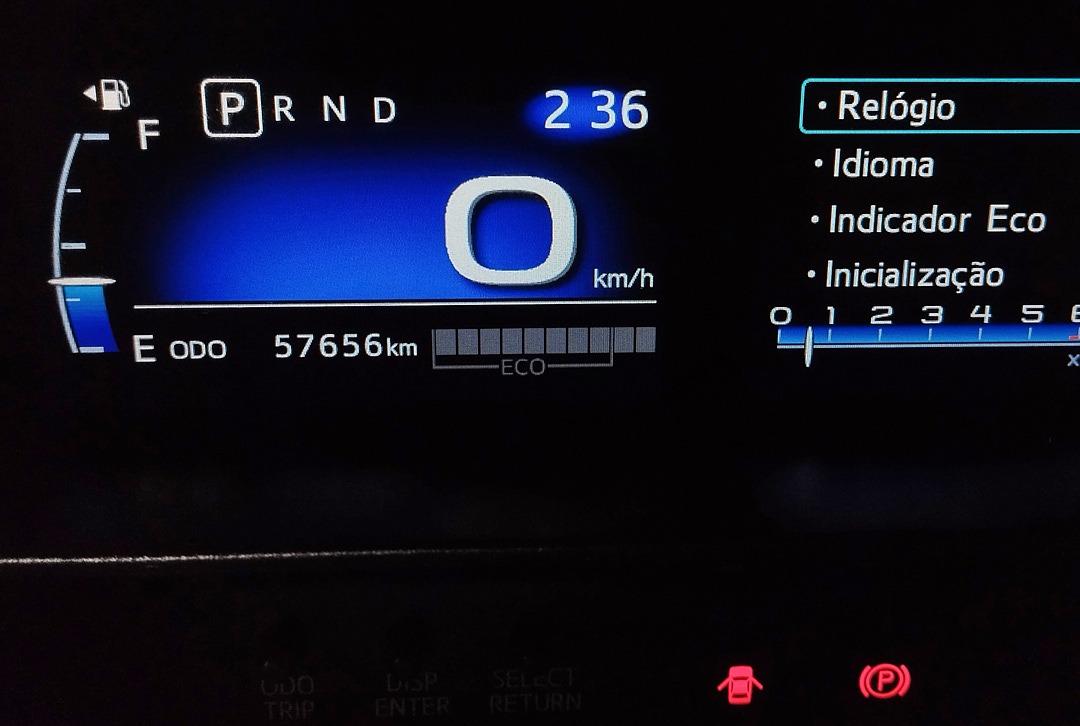 P R N D
2 36
F
0
km/h
E ODO 57656km
ECO
• Relógio
• Idioma
• Indicador Eco
• Inicialização
0 1 2 3 4 5 6
x
ODO
TRIP
DISP
ENTER
SELECT
RETURN
P